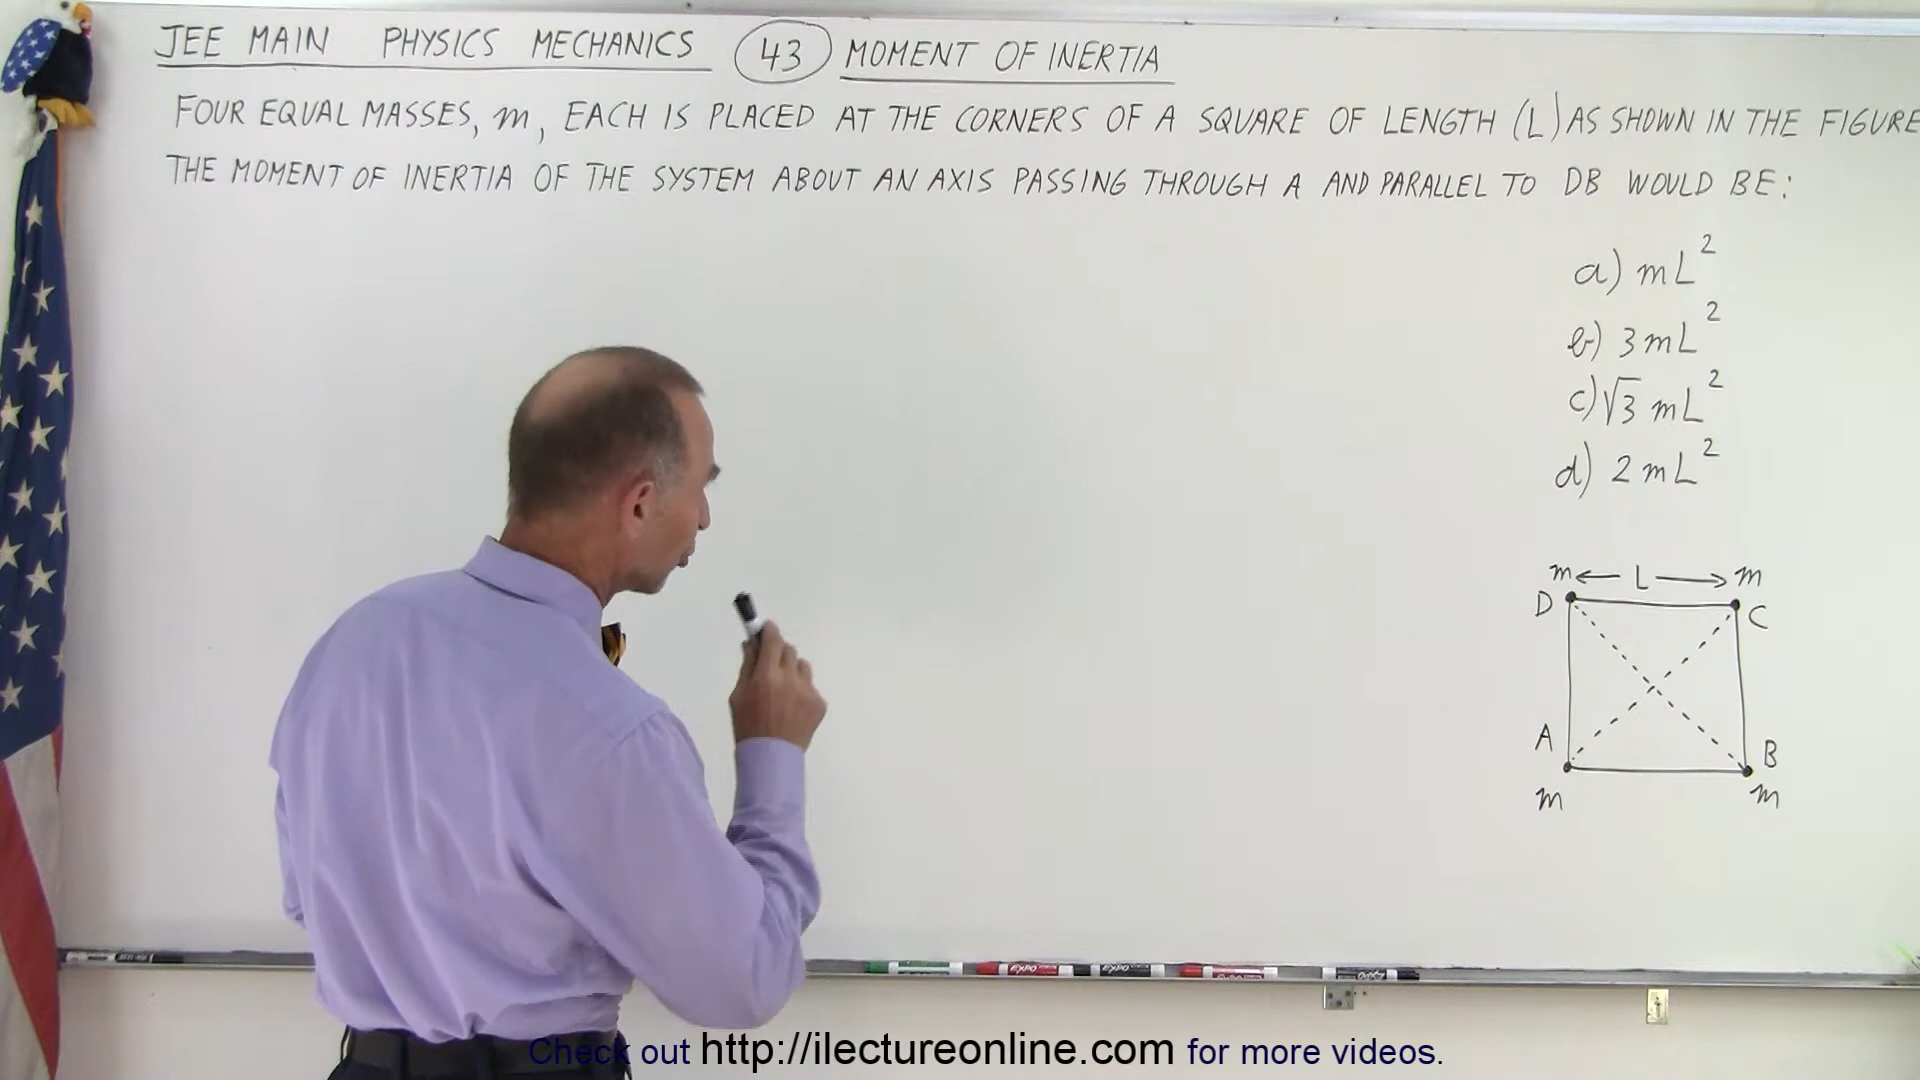 JEE MAIN PHYSICS MECHANICS 43 MOMENT OF INERTIA
FOUR EQUAL MASSES, m, EACH IS PLACED AT THE CORNERS OF A SQUARE OF LENGTH (L) AS SHOWN IN THE FIGURE
THE MOMENT OF INERTIA OF THE SYSTEM ABOUT AN AXIS PASSING THROUGH A AND PARALLEL TO DB WOULD BE:
a) mL²
b) 3mL²
c) √3 mL²
d) 2mL²
m ← L → m
D C
A B
m m
EXPO EXPO
Check out http://ilectureonline.com for more videos.